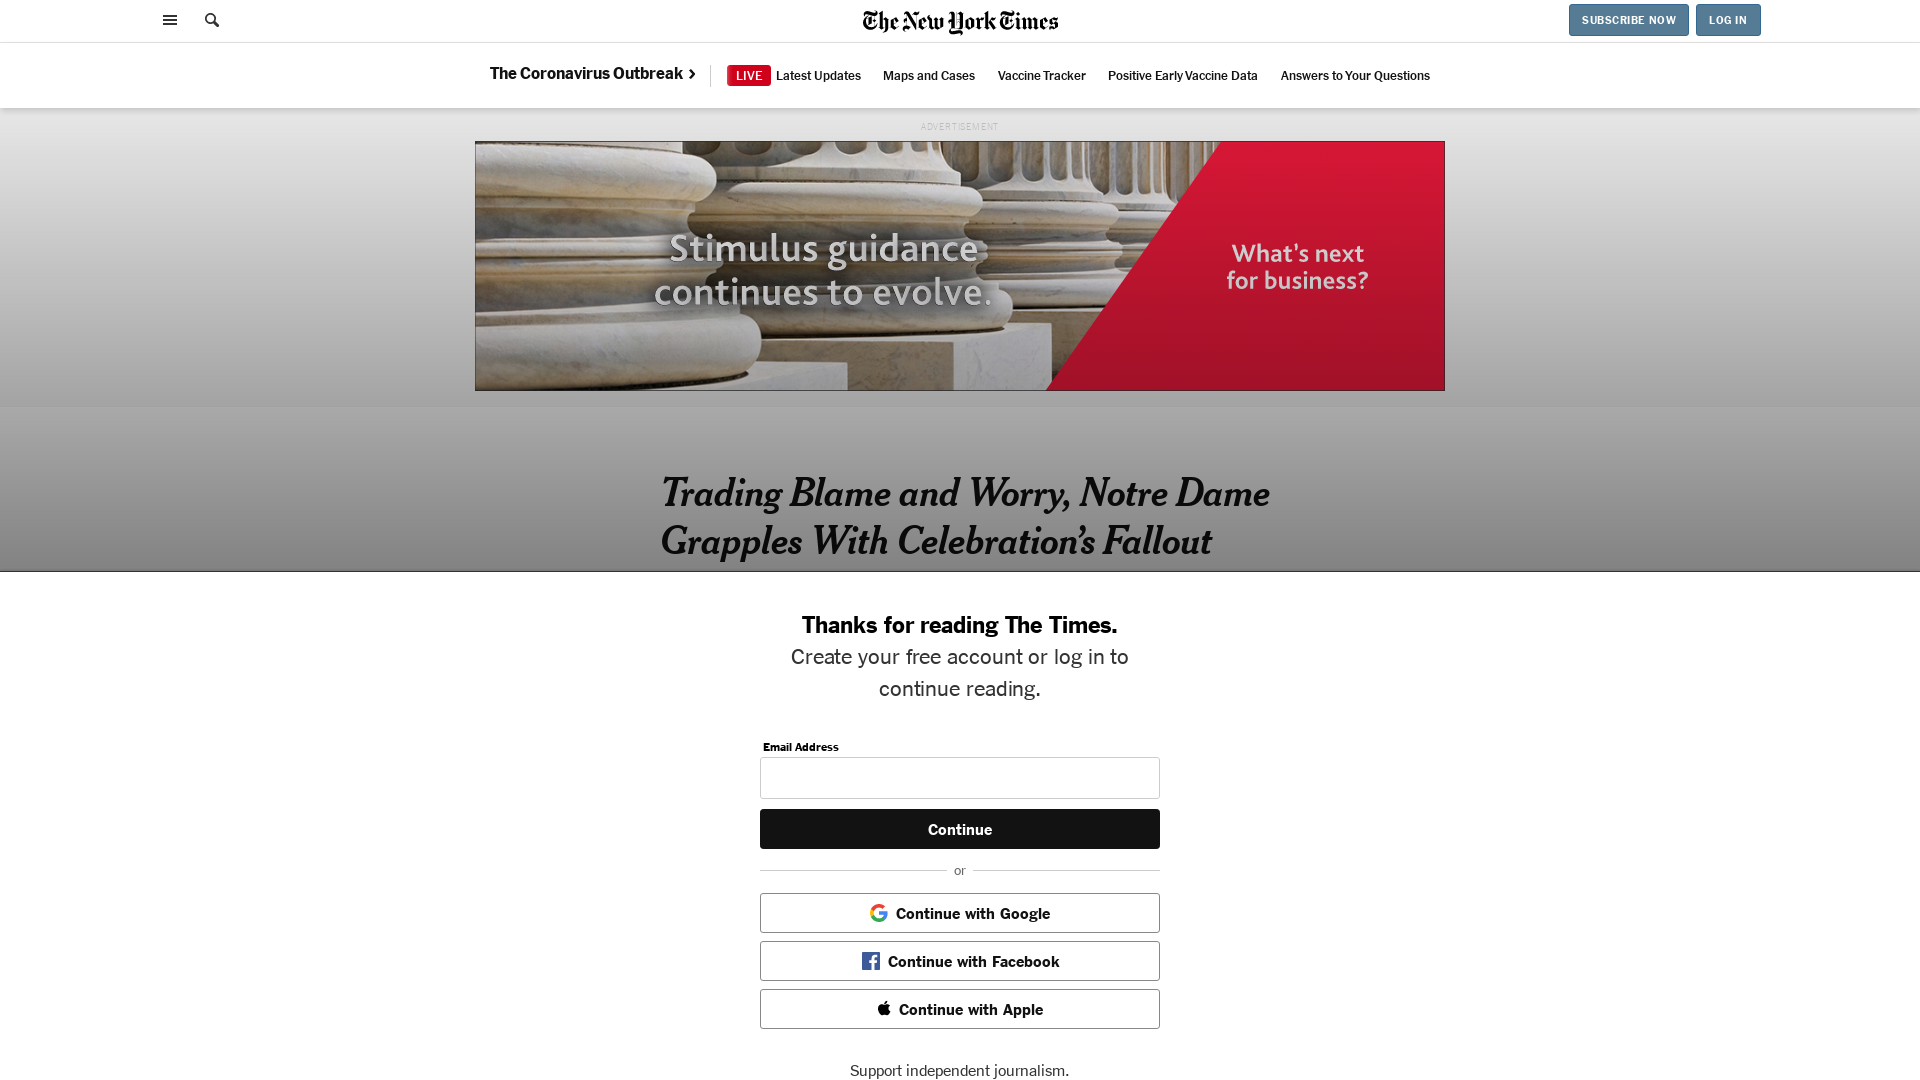 The New York Times
SUBSCRIBE NOW
LOG IN
The Coronavirus Outbreak
LIVE Latest Updates
Maps and Cases
Vaccine Tracker
Positive Early Vaccine Data
Answers to Your Questions
ADVERTISEMENT
Stimulus guidance
continues to evolve.
What's next
for business?
Trading Blame and Worry, Notre Dame
Grapples With Celebration's Fallout
Thanks for reading The Times.
Create your free account or log in to
continue reading.
Email Address
Continue
or
Continue with Google
Continue with Facebook
Continue with Apple
Support independent journalism.